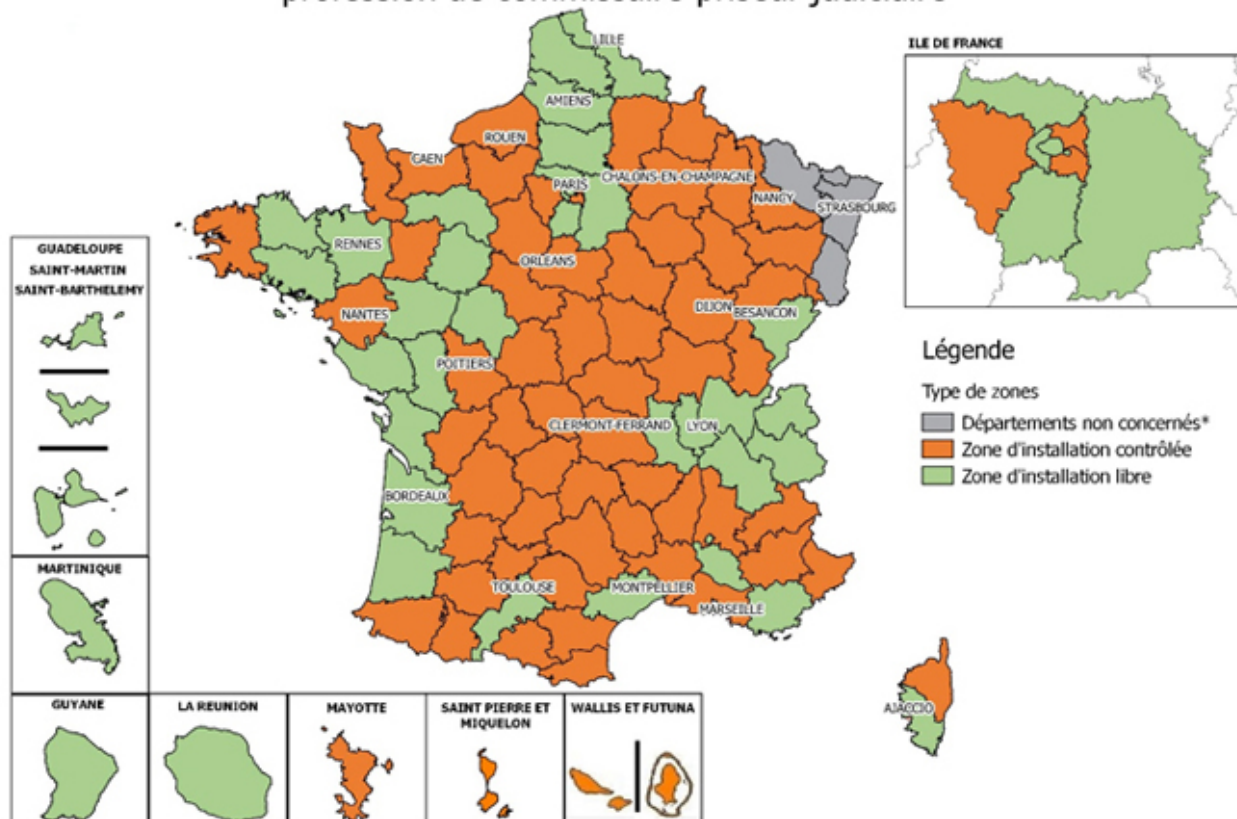 profession de commissaire-priseur judiciaire
LILLE
ILE DE FRANCE
AMIENS
ROUEN
CAEN
CHALONS-EN-CHAMPAGNE
PARIS
NANCY
STRASBOURG
RENNES
ORLEANS
GUADELOUPE
SAINT-MARTIN
SAINT-BARTHELEMY
NANTES
DIJON
BESANCON
POITIERS
Légende
Type de zones
Départements non concernés*
Zone d'installation contrôlée
Zone d'installation libre
CLERMONT-FERRAND
LYON
BORDEAUX
MARTINIQUE
TOULOUSE
MONTPELLIER
MARSEILLE
GUYANE
LA REUNION
MAYOTTE
SAINT PIERRE ET
MIQUELON
WALLIS ET FUTUNA
AJACCIO